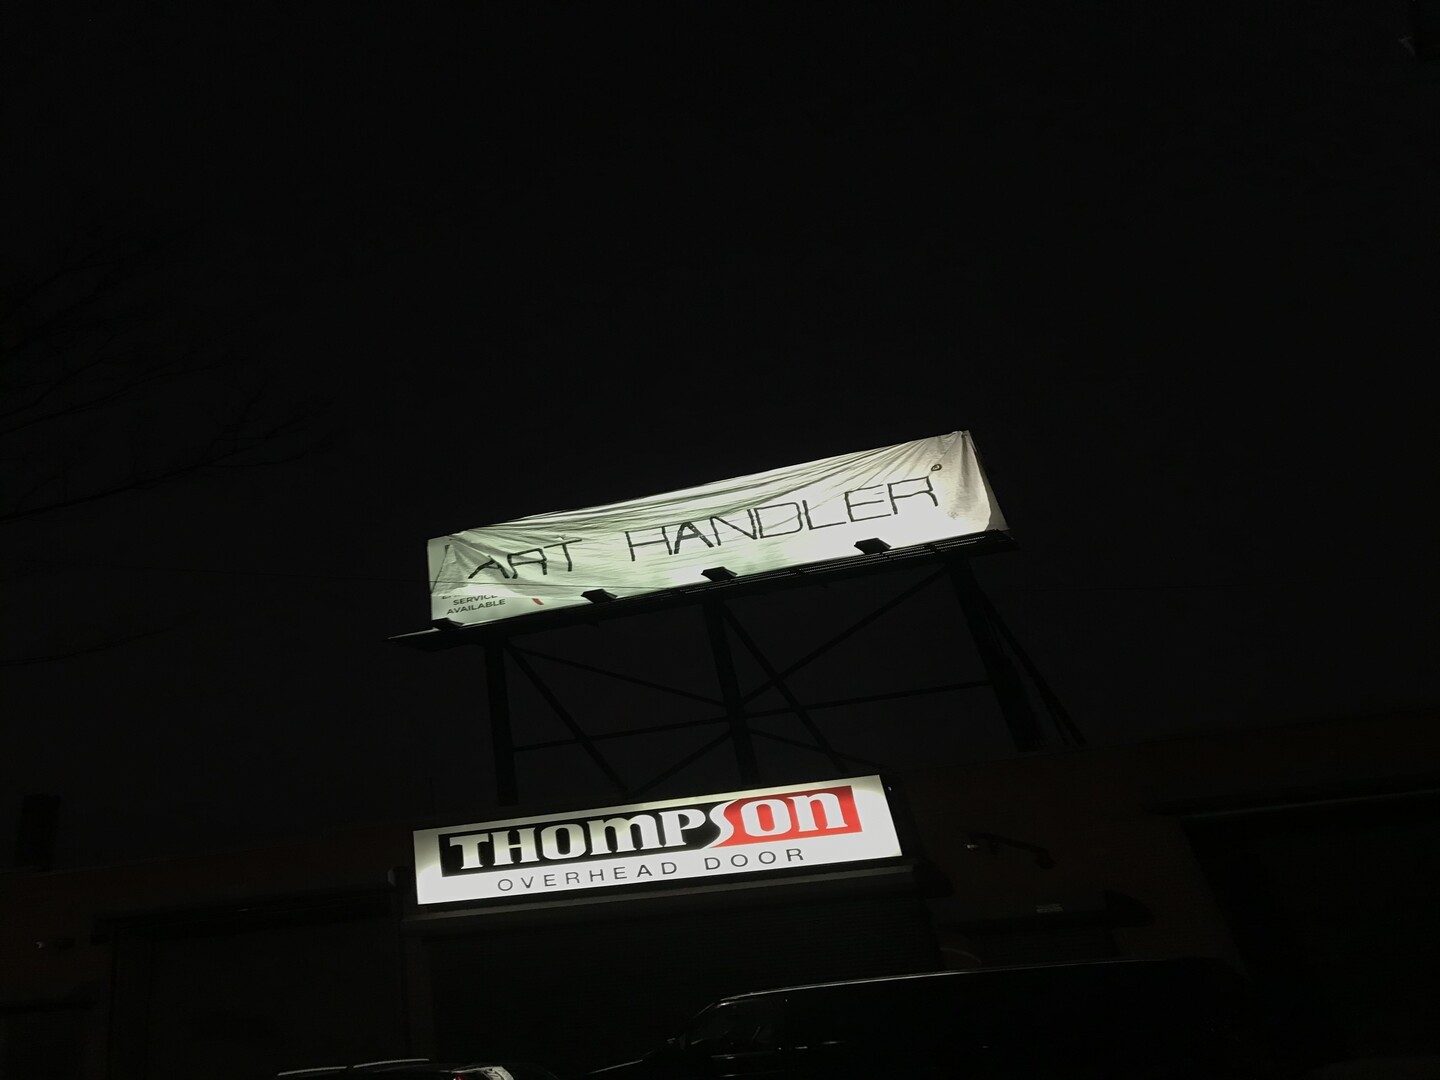 ART HANDLER
SERVICE
AVAILABLE
THOMPSON
OVERHEAD DOOR